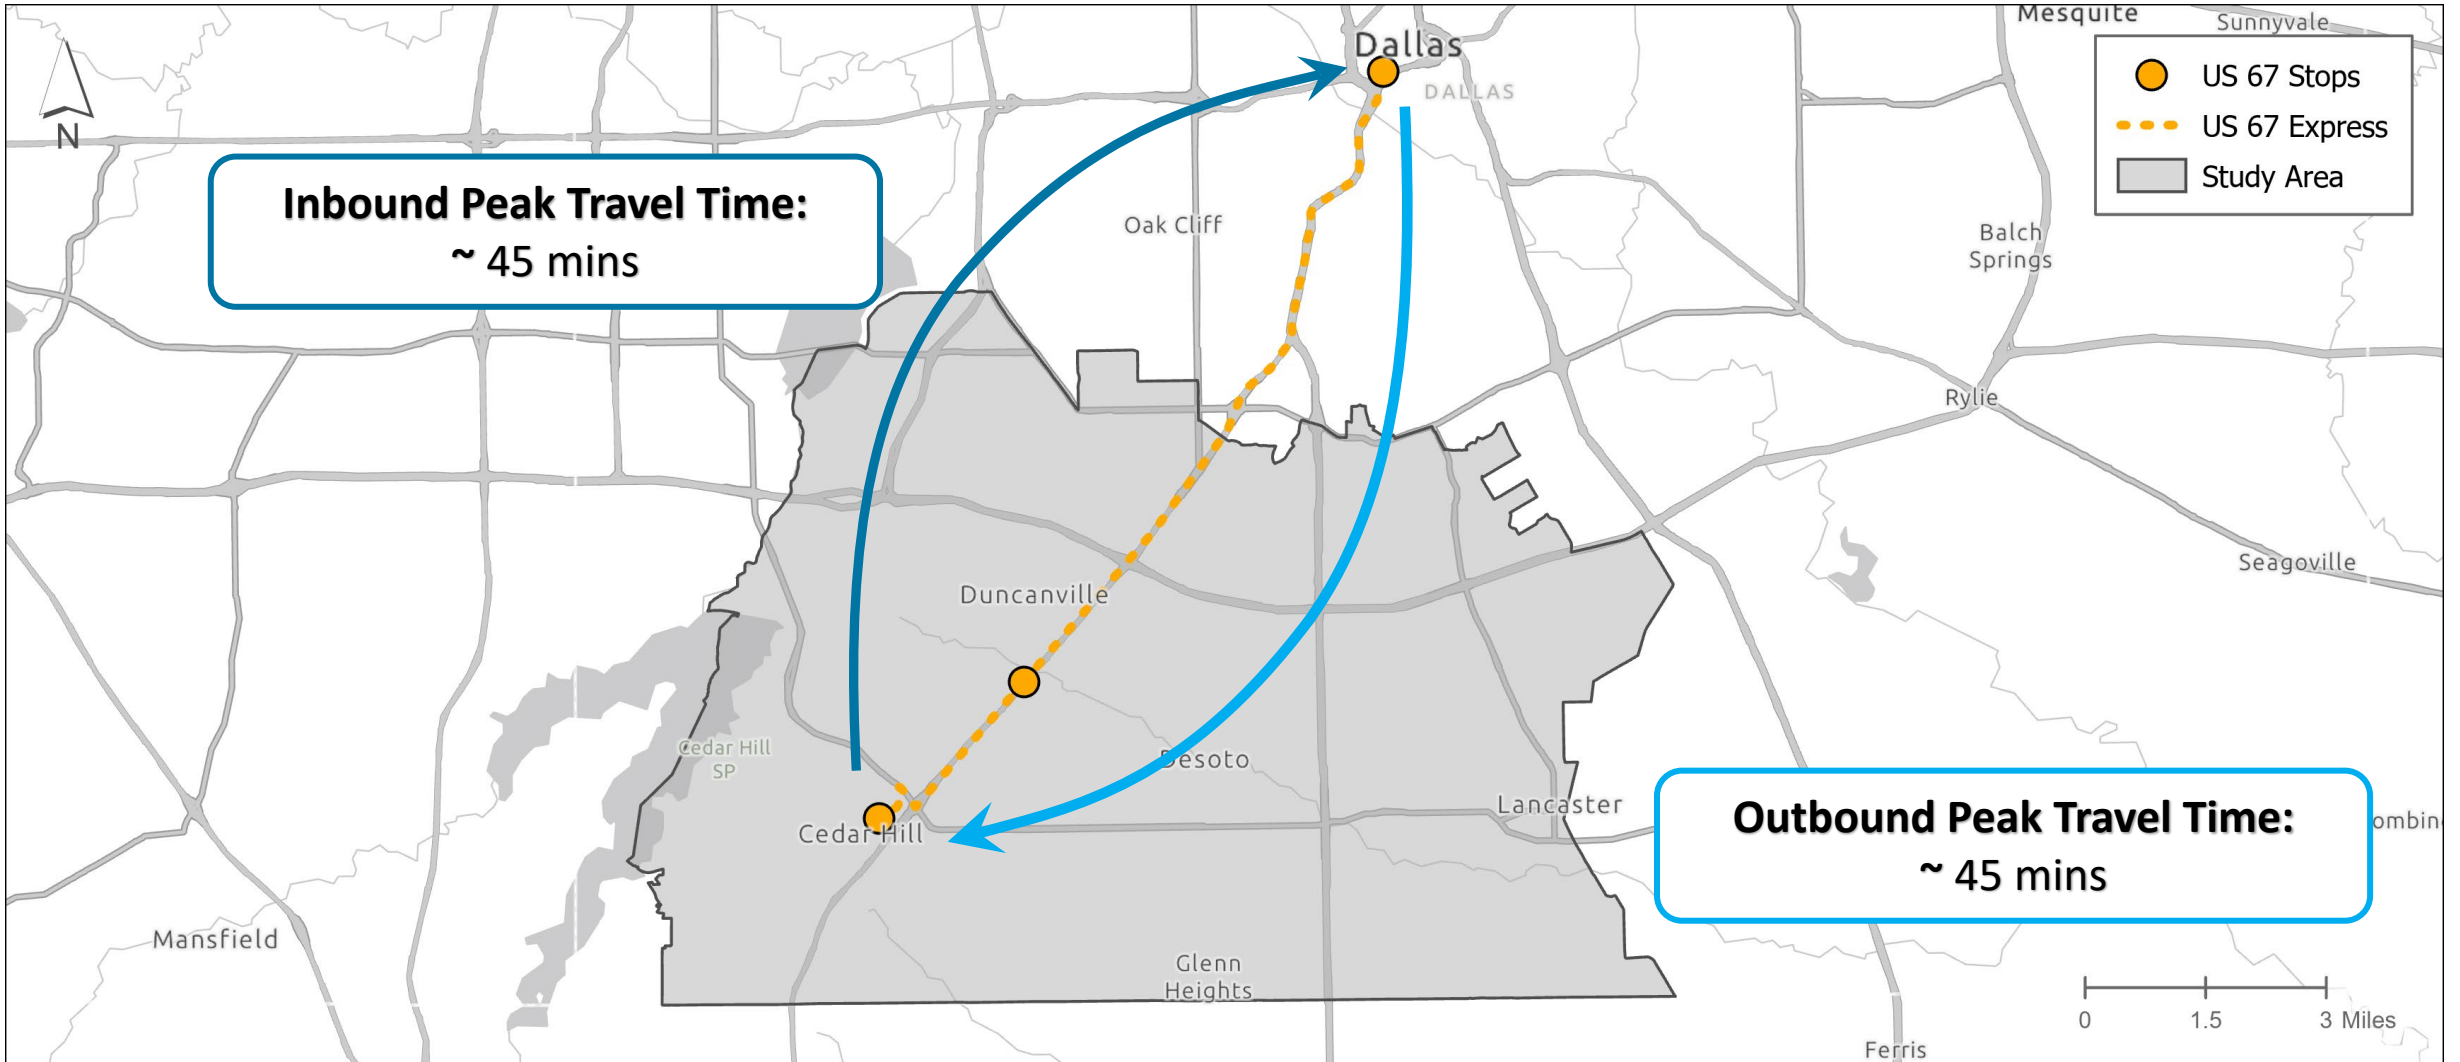 Mesquite
Sunnyvale
Dallas
DALLAS
US 67 Stops
US 67 Express
Study Area
N
Inbound Peak Travel Time:
~ 45 mins
Oak Cliff
Balch
Springs
Rylie
Seagoville
Duncanville
Cedar Hill
SP
Desoto
Lancaster
Cedar Hill
Outbound Peak Travel Time:
~ 45 mins
ombin
Mansfield
Glenn
Heights
0 1.5 3 Miles
Ferris